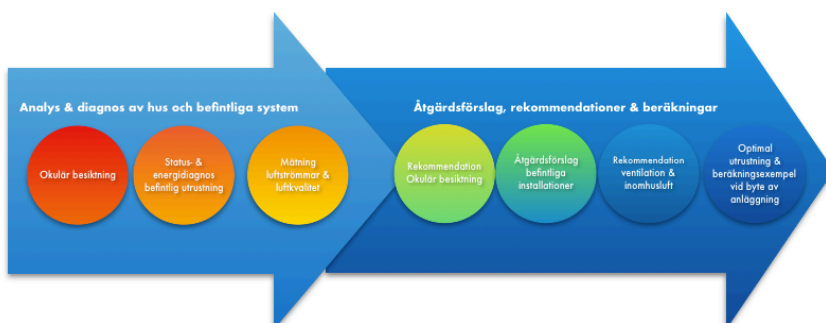 Analys & diagnos av hus och befintliga system
Okulär besiktning
Status- &
energidiagnos
befintlig utrustning
Mätning
luftströmmar &
luftkvalitet
Åtgärdsförslag, rekommendationer & beräkningar
Rekommendation
Okulär besiktning
Åtgärdsförslag
befintliga
installationer
Rekommendation
ventilation &
inomhusluft
Optimal
utrustning &
beräkningsexempel
vid byte av
anläggning